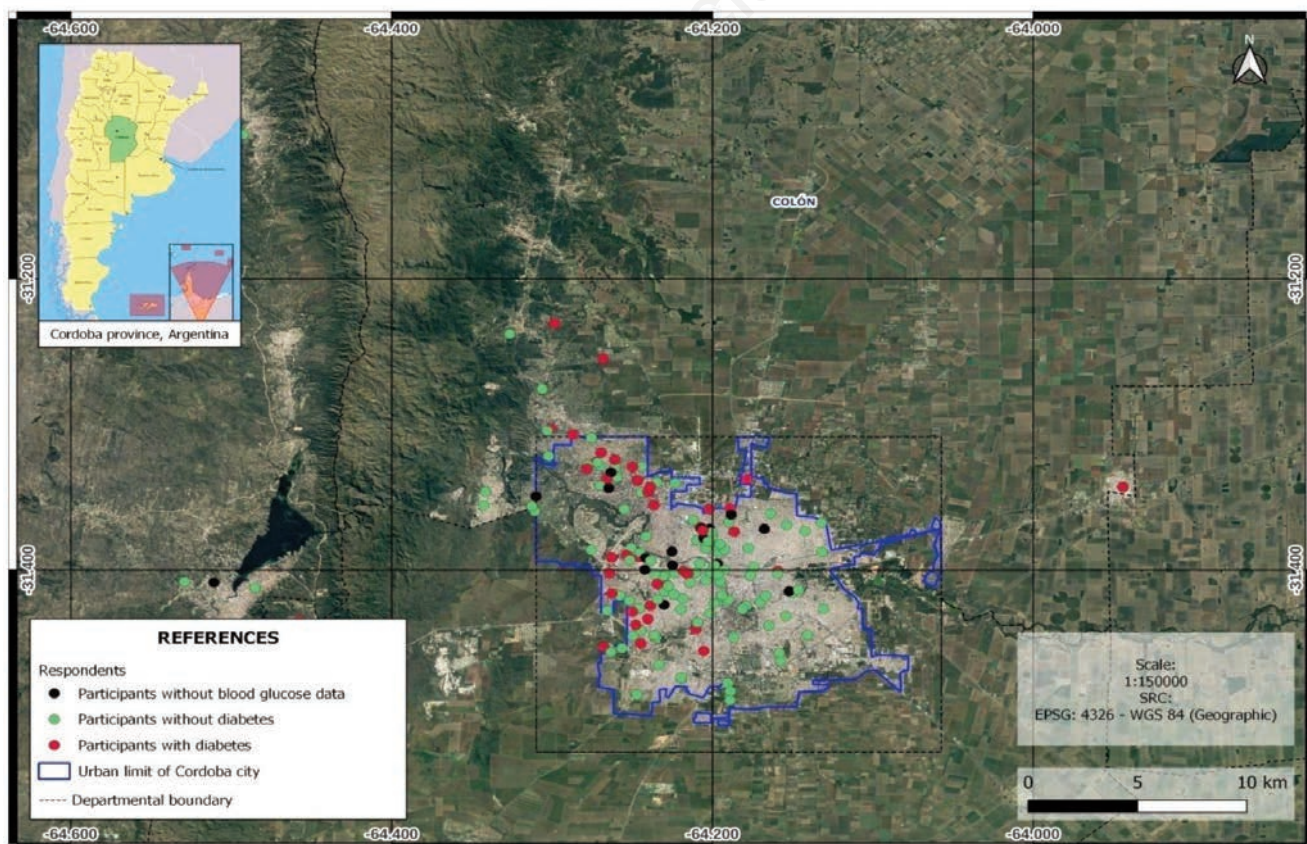 -64.600
-64.400
-64.200
-64.000
N
COLÓN
-31.200
-31.200
Cordoba province, Argentina
-31.400
-31.400
REFERENCES
Respondents
Participants without blood glucose data
Participants without diabetes
Participants with diabetes
Urban limit of Cordoba city
Departmental boundary
Scale:
1:150000
SRC:
EPSG: 4326 - WGS 84 (Geographic)
0 5 10 km
-64.600
-64.400
-64.200
-64.000